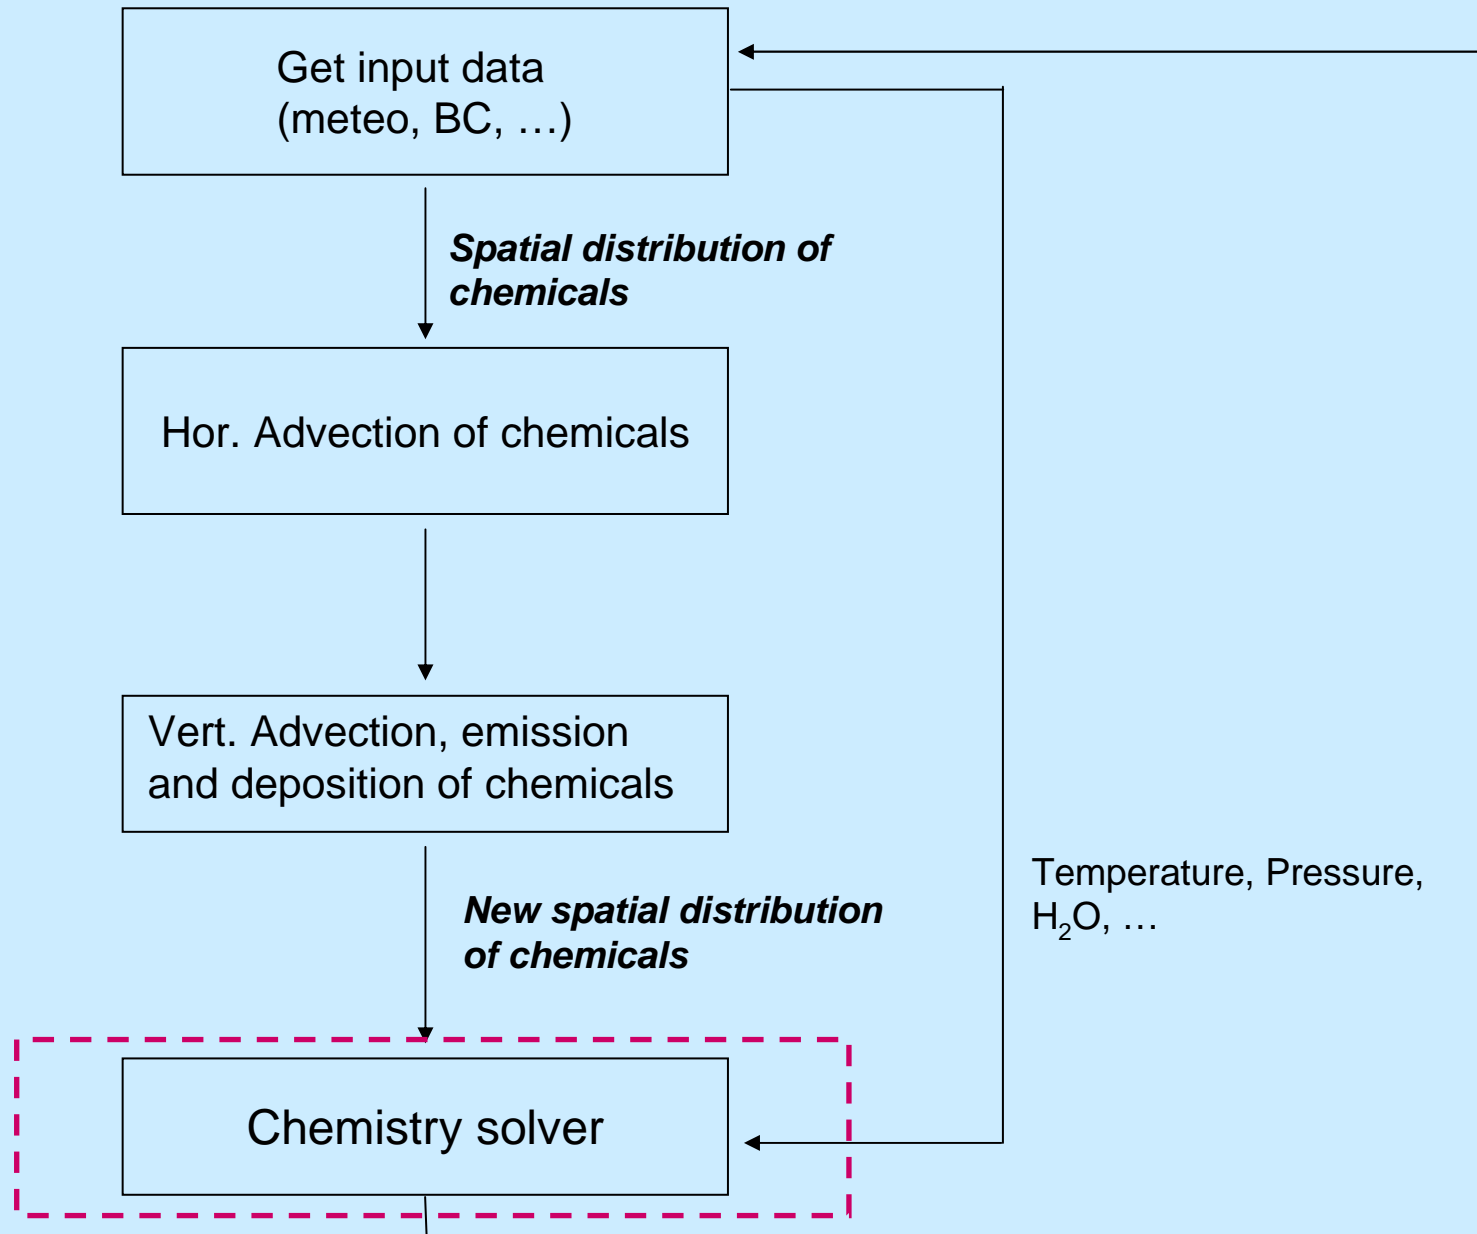 Get input data
(meteo, BC, …)
Spatial distribution of
chemicals
Hor. Advection of chemicals
Vert. Advection, emission
and deposition of chemicals
Temperature, Pressure,
H₂O, …
New spatial distribution
of chemicals
Chemistry solver